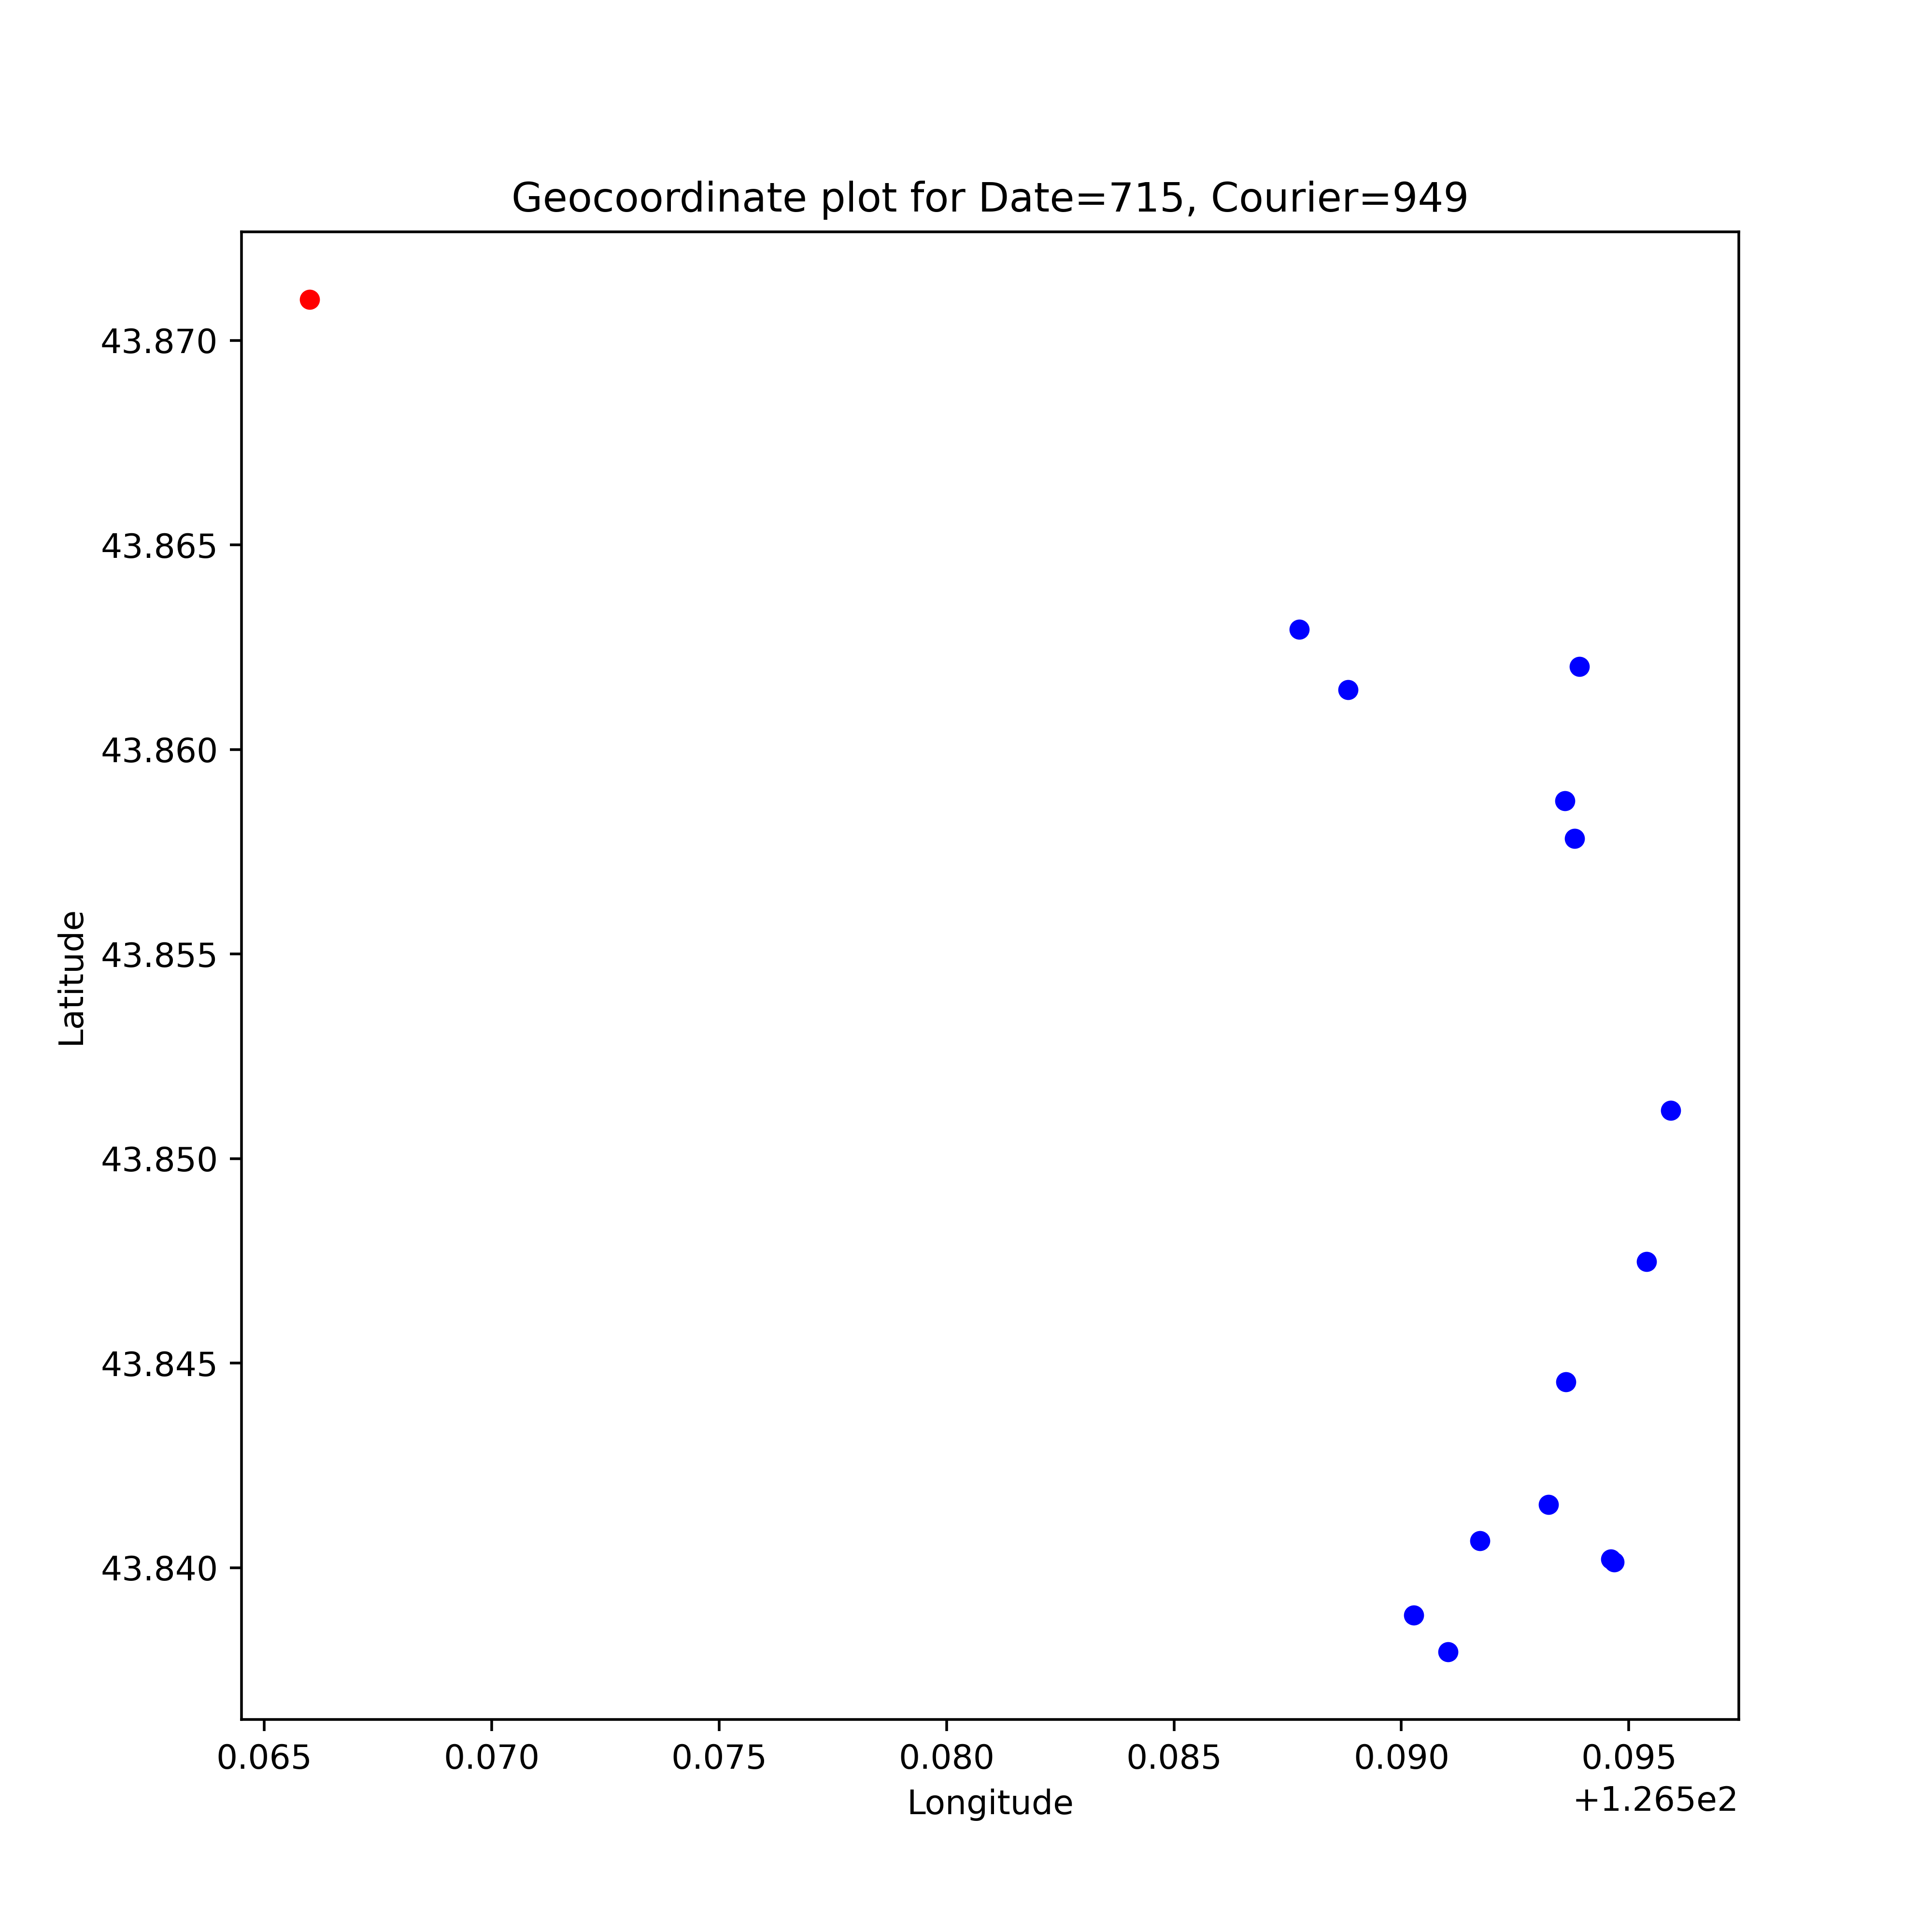 Geocoordinate plot for Date=715, Courier=949
43.870
43.865
43.860
43.855
43.850
43.845
43.840
Latitude
0.065 0.070 0.075 0.080 0.085 0.090 0.095
+1.265e2
Longitude